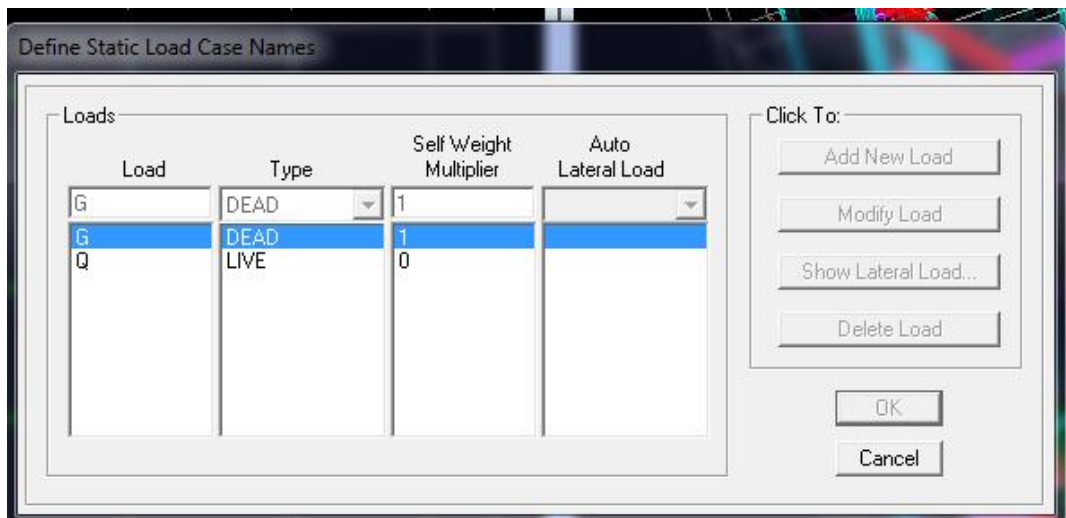 Define Static Load Case Names
Loads
Load Type Self Weight Multiplier Auto Lateral Load
G DEAD 1
G DEAD 1
Q LIVE 0
Click To:
Add New Load
Modify Load
Show Lateral Load...
Delete Load
OK
Cancel